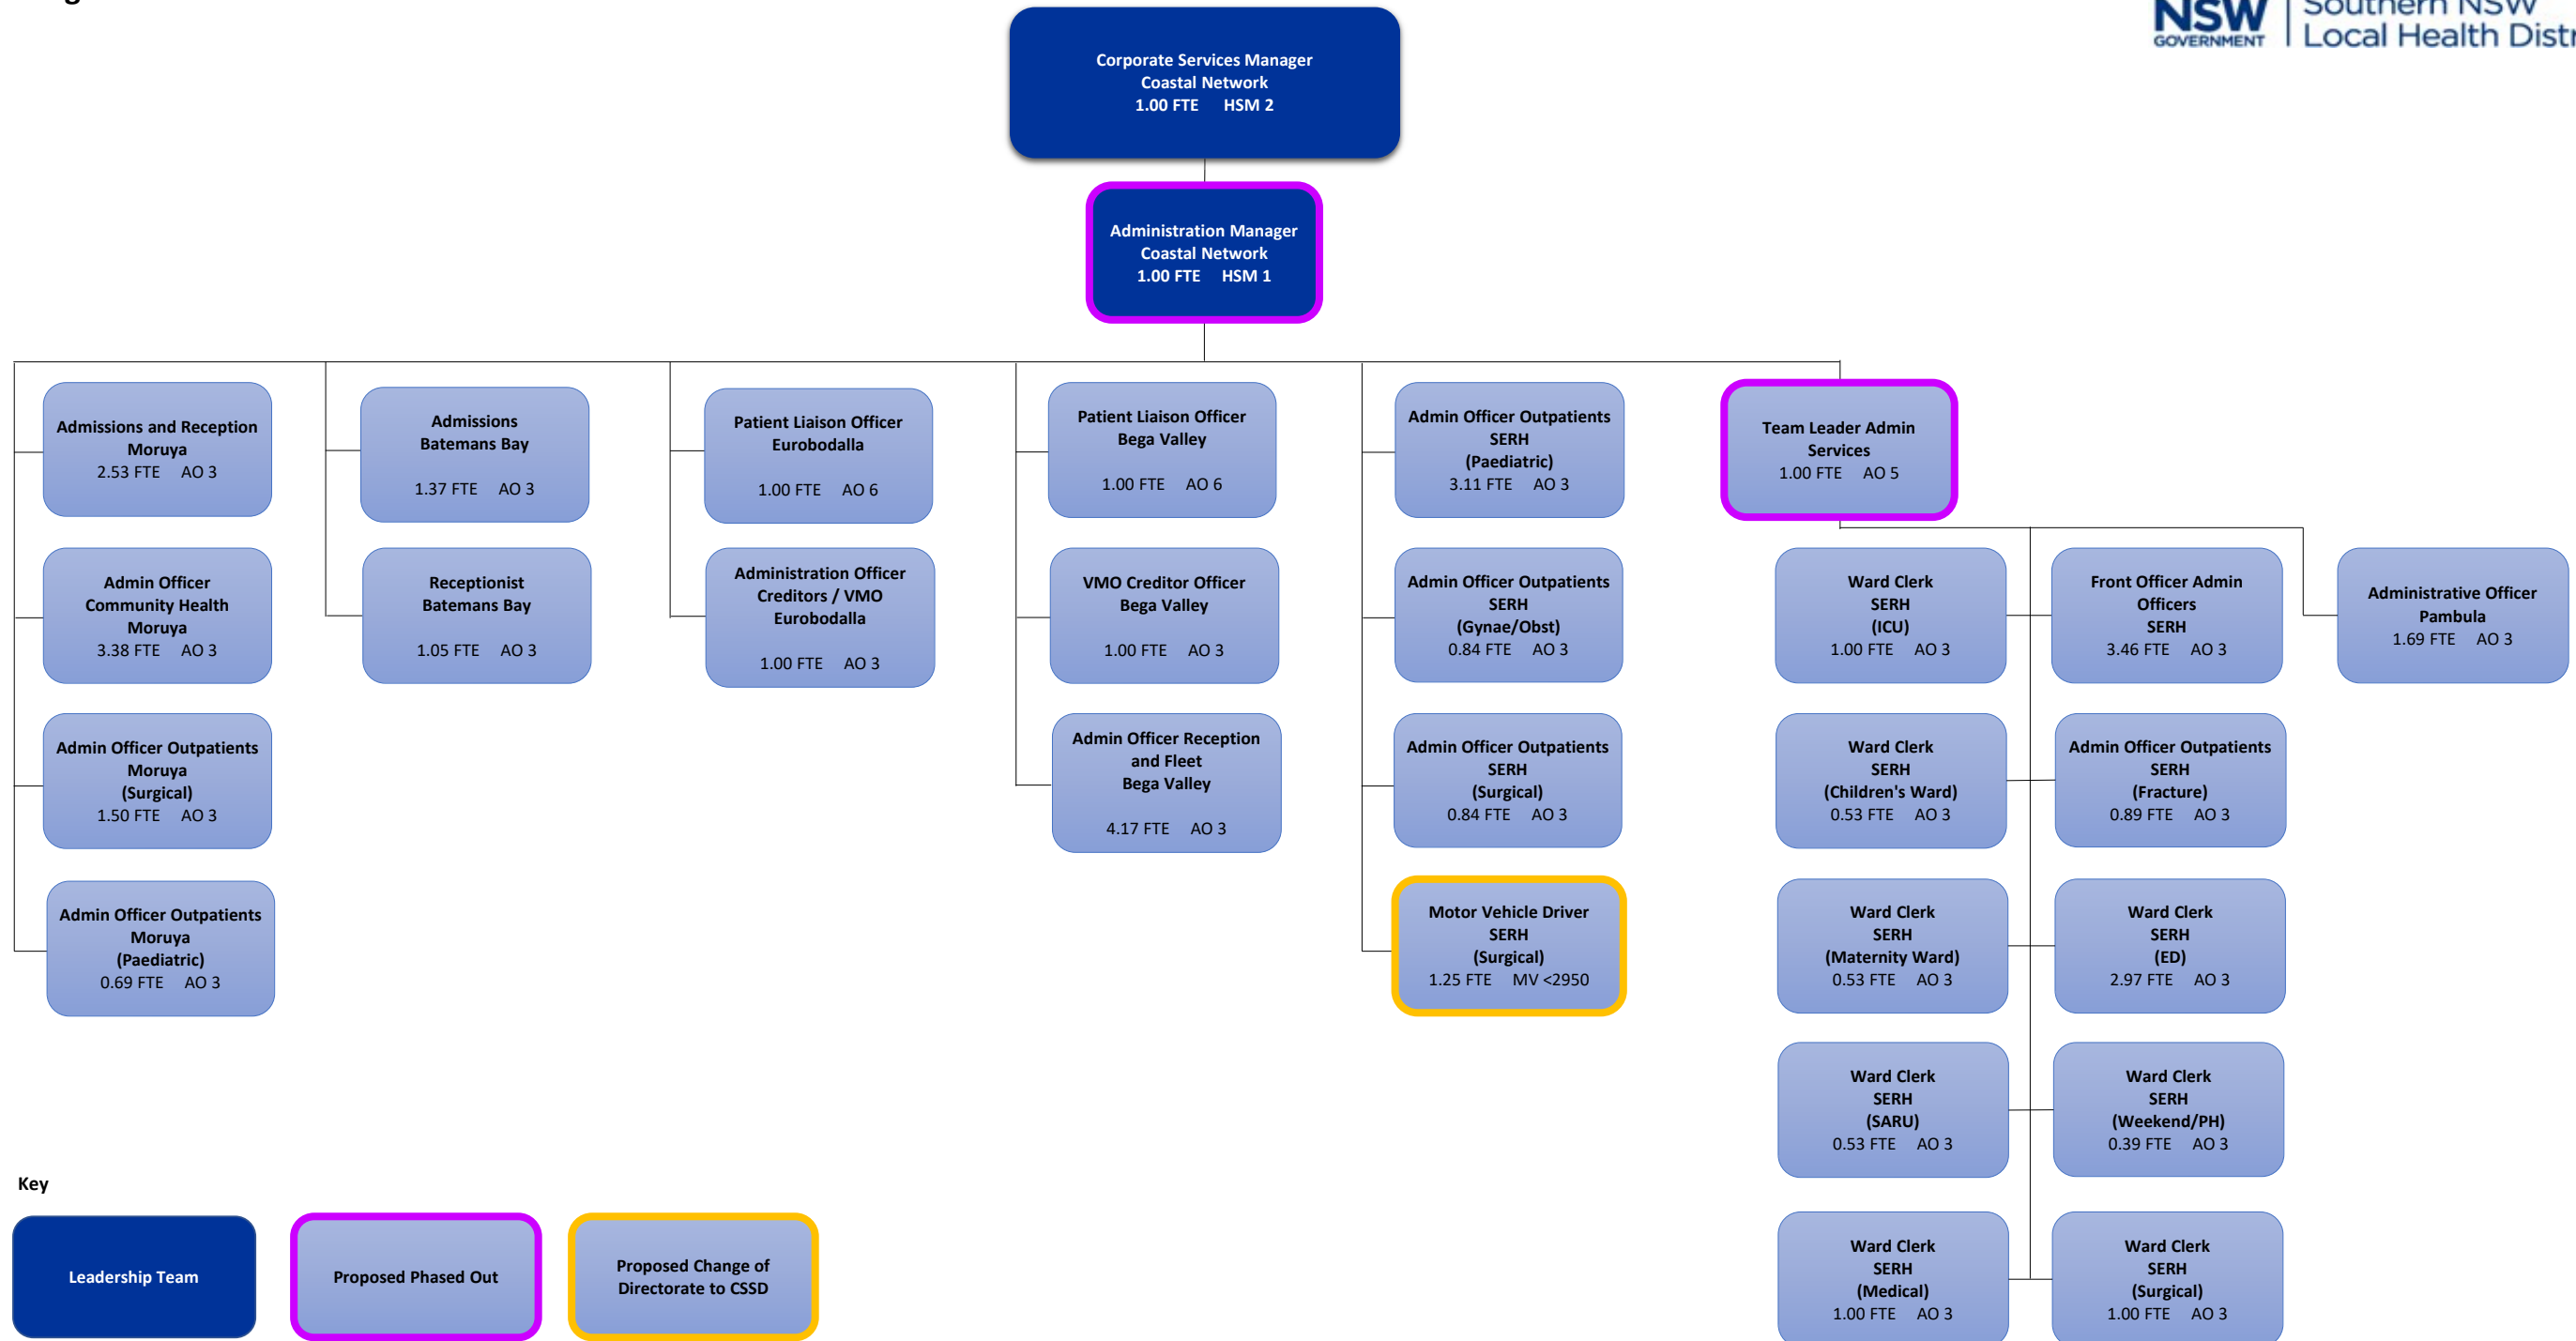 NSW
GOVERNMENT
Southern NSW
Local Health Distr
Corporate Services Manager
Coastal Network
1.00 FTE HSM 2
Administration Manager
Coastal Network
1.00 FTE HSM 1
Admissions and Reception
Moruya
2.53 FTE AO 3
Admin Officer
Community Health
Moruya
3.38 FTE AO 3
Admin Officer Outpatients
Moruya
(Surgical)
1.50 FTE AO 3
Admin Officer Outpatients
Moruya
(Paediatric)
0.69 FTE AO 3
Admissions
Batemans Bay
1.37 FTE AO 3
Receptionist
Batemans Bay
1.05 FTE AO 3
Patient Liaison Officer
Eurobodalla
1.00 FTE AO 6
Administration Officer
Creditors / VMO
Eurobodalla
1.00 FTE AO 3
Patient Liaison Officer
Bega Valley
1.00 FTE AO 6
VMO Creditor Officer
Bega Valley
1.00 FTE AO 3
Admin Officer Reception
and Fleet
Bega Valley
4.17 FTE AO 3
Admin Officer Outpatients
SERH
(Paediatric)
3.11 FTE AO 3
Admin Officer Outpatients
SERH
(Gynae/Obst)
0.84 FTE AO 3
Admin Officer Outpatients
SERH
(Surgical)
0.84 FTE AO 3
Motor Vehicle Driver
SERH
(Surgical)
1.25 FTE MV <2950
Team Leader Admin
Services
1.00 FTE AO 5
Ward Clerk
SERH
(ICU)
1.00 FTE AO 3
Ward Clerk
SERH
(Children's Ward)
0.53 FTE AO 3
Ward Clerk
SERH
(Maternity Ward)
0.53 FTE AO 3
Ward Clerk
SERH
(SARU)
0.53 FTE AO 3
Ward Clerk
SERH
(Medical)
1.00 FTE AO 3
Front Officer Admin
Officers
SERH
3.46 FTE AO 3
Admin Officer Outpatients
SERH
(Fracture)
0.89 FTE AO 3
Ward Clerk
SERH
(ED)
2.97 FTE AO 3
Ward Clerk
SERH
(Weekend/PH)
0.39 FTE AO 3
Ward Clerk
SERH
(Surgical)
1.00 FTE AO 3
Administrative Officer
Pambula
1.69 FTE AO 3
Key
Leadership Team
Proposed Phased Out
Proposed Change of
Directorate to CSSD